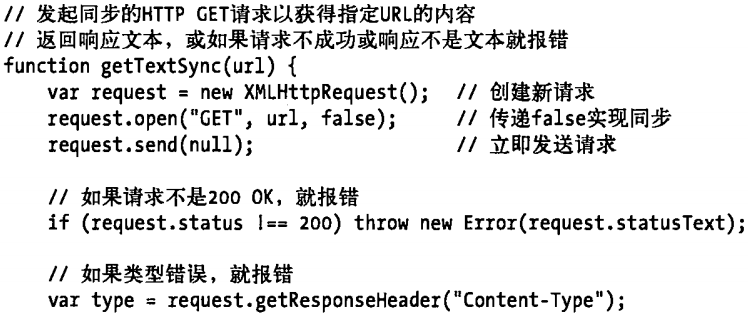 // 发起同步的HTTP GET请求以获得指定URL的内容
// 返回响应文本，或如果请求不成功或响应不是文本就报错
function getTextSync(url) {
    var request = new XMLHttpRequest();  // 创建新请求
    request.open("GET", url, false);     // 传递false实现同步
    request.send(null);                  // 立即发送请求
    // 如果请求不是200 OK，就报错
    if (request.status !== 200) throw new Error(request.statusText);
    // 如果类型错误，就报错
    var type = request.getResponseHeader("Content-Type");